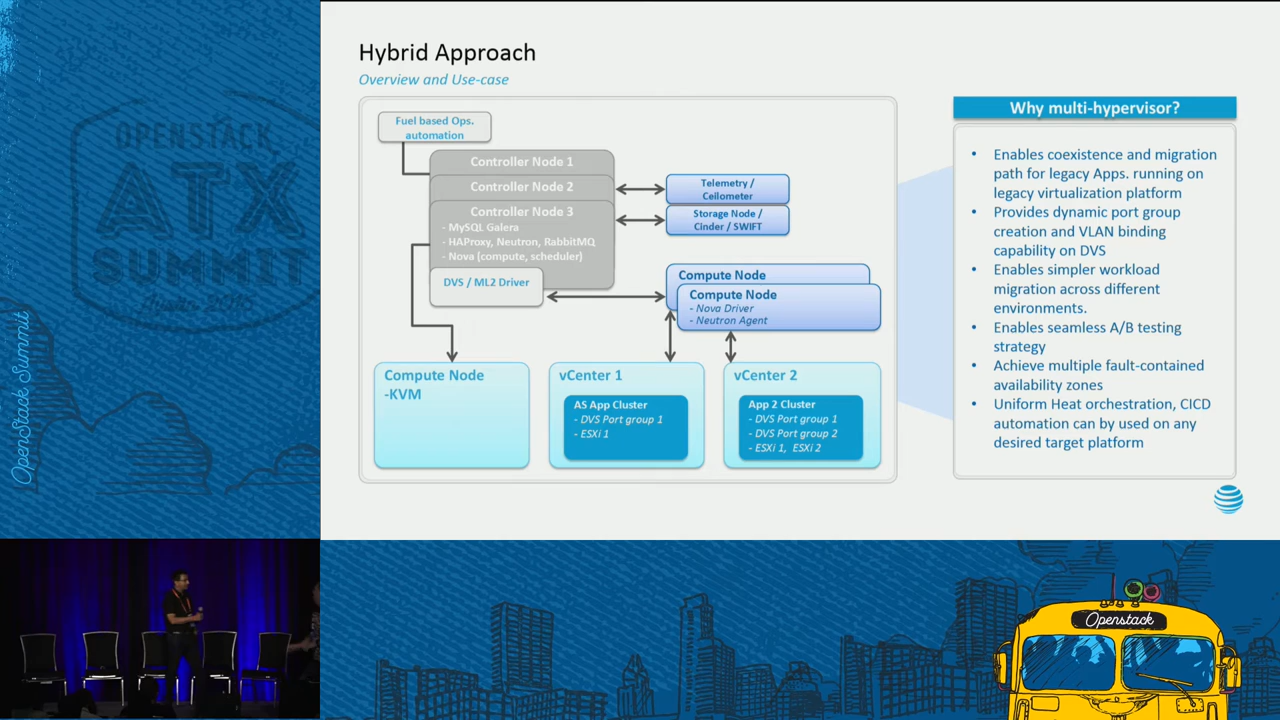 Hybrid Approach
Overview and Use-case
Fuel based Ops.
automation
Controller Node 1
Controller Node 2
Controller Node 3
- MySQL Galera
- HAProxy, Neutron, RabbitMQ
- Nova (compute, scheduler)
DVS / ML2 Driver
Telemetry /
Ceilometer
Storage Node /
Cinder / SWIFT
Compute Node
Compute Node
- Nova Driver
- Neutron Agent
Compute Node
-KVM
vCenter 1
AS App Cluster
- DVS Port group 1
- ESXi 1
vCenter 2
App 2 Cluster
- DVS Port group 1
- DVS Port group 2
- ESXi 1, ESXi 2
Why multi-hypervisor?
• Enables coexistence and migration
path for legacy Apps. running on
legacy virtualization platform
• Provides dynamic port group
creation and VLAN binding
capability on DVS
• Enables simpler workload
migration across different
environments.
• Enables seamless A/B testing
strategy
• Achieve multiple fault-contained
availability zones
• Uniform Heat orchestration, CICD
automation can be used on any
desired target platform
OPENSTACK
ATX
SUMMIT
OpenStack Summit
Openstack